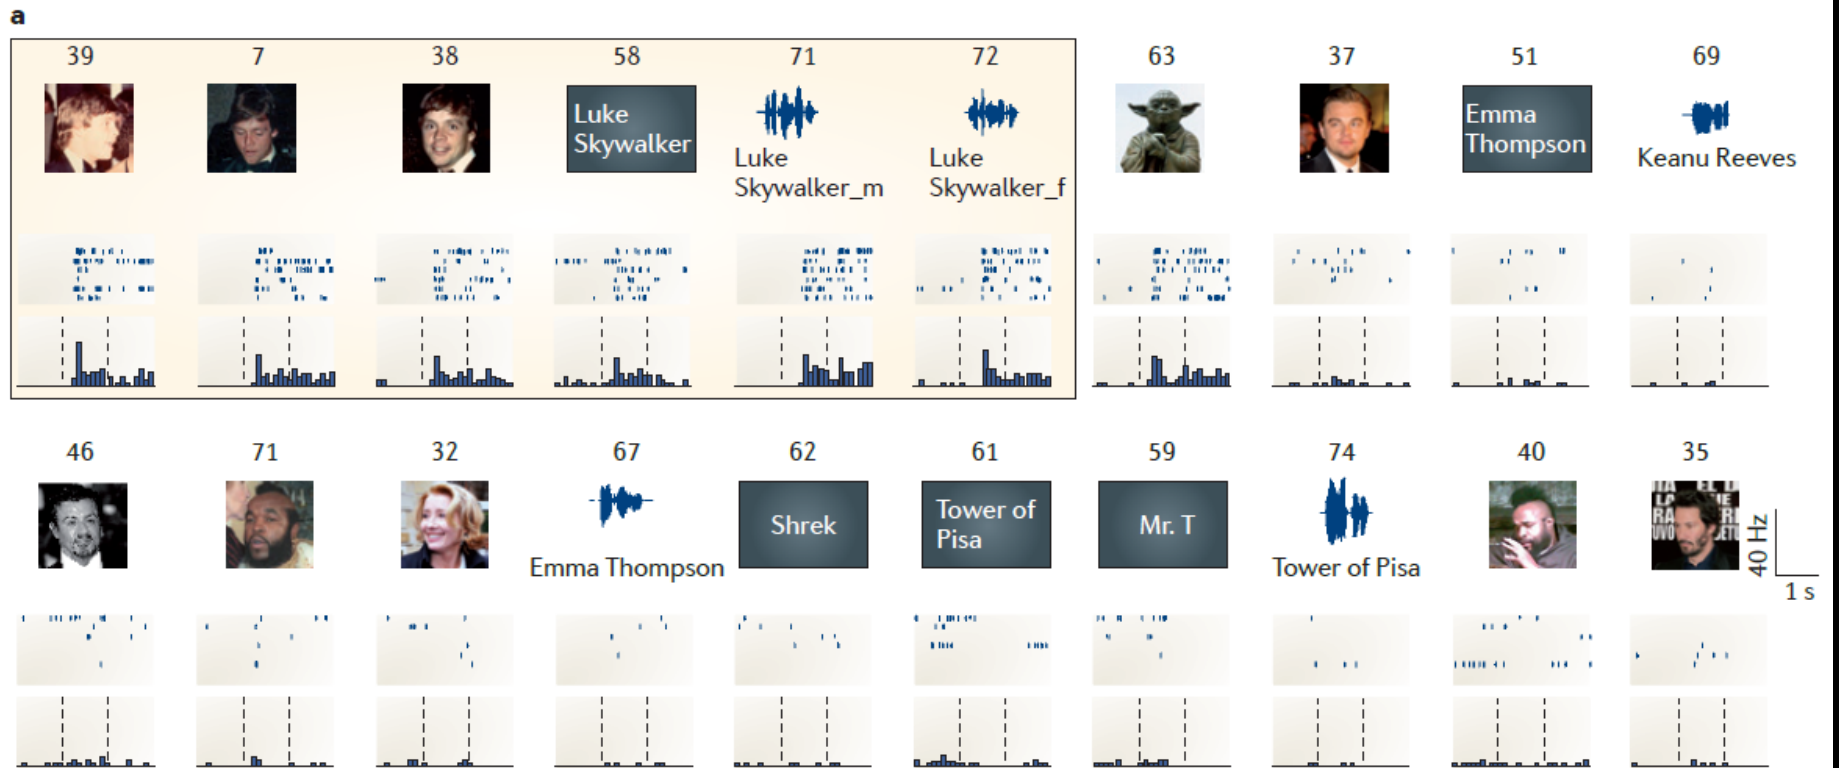 a
39 7 38 58 71 72 63 37 51 69
Luke
Skywalker
Luke
Skywalker_m
Luke
Skywalker_f
Emma
Thompson
Keanu Reeves
46 71 32 67 62 61 59 74 40 35
Emma Thompson
Shrek
Tower of
Pisa
Mr. T
Tower of Pisa
40 Hz
1 s